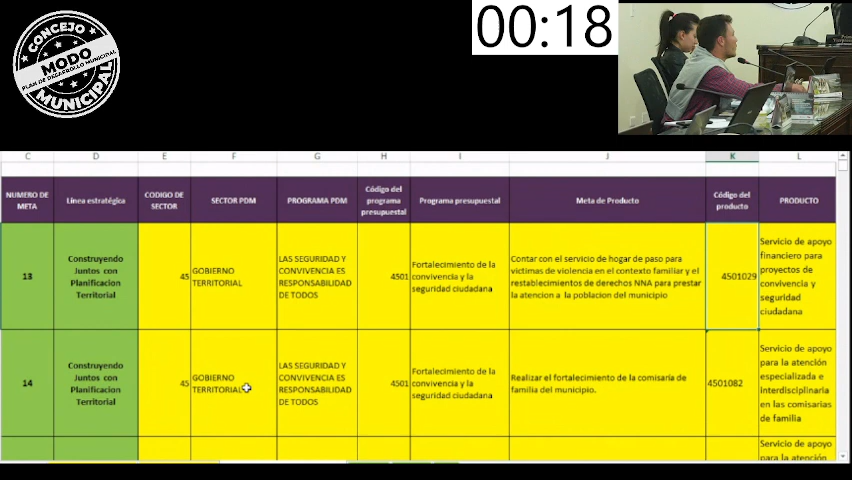 CONCEJO
MODO
PLAN DE DESARROLLO MUNICIPAL
MUNICIPAL
00:18
C D E F G H I J K L
NUMERO DE
META
Línea estratégica
CODIGO DE
SECTOR
SECTOR PDM
PROGRAMA PDM
Código del
programa
presupuestal
Programa presupuestal
Meta de Producto
Código del
producto
PRODUCTO
13
Construyendo
Juntos con
Planificacion
Territorial
45
GOBIERNO
TERRITORIAL
LAS SEGURIDAD Y
CONVIVENCIA ES
RESPONSABILIDAD
DE TODOS
4501
Fortalecimiento de la
convivencia y la
seguridad ciudadana
Contar con el servicio de hogar de paso para
victimas de violencia en el contexto familiar y el
restablecimientos de derechos NNA para prestar
la atencion a la poblacion del municipio
4501029
Servicio de apoyo
financiero para
proyectos de
convivencia y
seguridad
ciudadana
14
Construyendo
Juntos con
Planificacion
Territorial
45
GOBIERNO
TERRITORIAL
LAS SEGURIDAD Y
CONVIVENCIA ES
RESPONSABILIDAD
DE TODOS
4501
Fortalecimiento de la
convivencia y la
seguridad ciudadana
Realizar el fortalecimiento de la comisaría de
familia del municipio.
4501082
Servicio de apoyo
para la atención
especializada e
interdisciplinaria
en las comisarias
de familia
Servicio de apoyo
para la atención